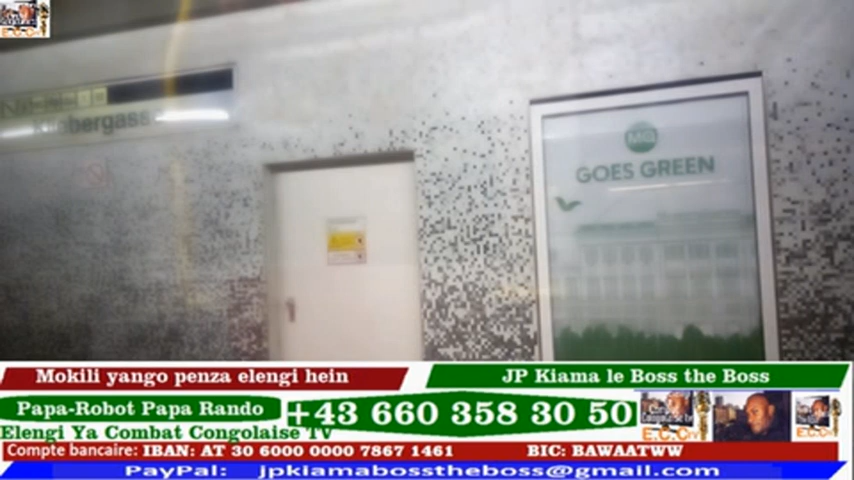 MQ
GOES GREEN
Mokili yango penza elengi hein
JP Kiama le Boss the Boss
Papa-Robot Papa Rando
+43 660 358 30 50
Elengi Ya Combat Congolaise TV
Compte bancaire: IBAN: AT 30 6000 0000 7867 1461
BIC: BAWAATWW
PayPal: jpkiamabosstheboss@gmail.com